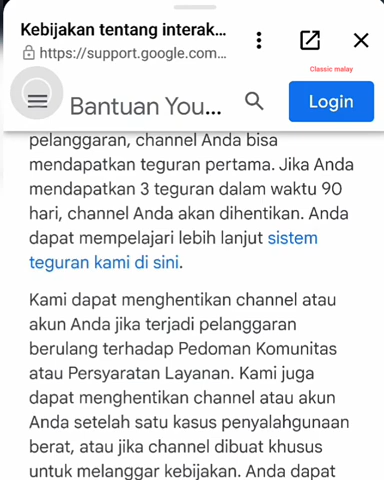 Kebijakan tentang interak...
https://support.google.com...
Classic malay
Bantuan You...
Login
pelanggaran, channel Anda bisa
mendapatkan teguran pertama. Jika Anda
mendapatkan 3 teguran dalam waktu 90
hari, channel Anda akan dihentikan. Anda
dapat mempelajari lebih lanjut sistem
teguran kami di sini.
Kami dapat menghentikan channel atau
akun Anda jika terjadi pelanggaran
berulang terhadap Pedoman Komunitas
atau Persyaratan Layanan. Kami juga
dapat menghentikan channel atau akun
Anda setelah satu kasus penyalahgunaan
berat, atau jika channel dibuat khusus
untuk melanggar kebijakan. Anda dapat